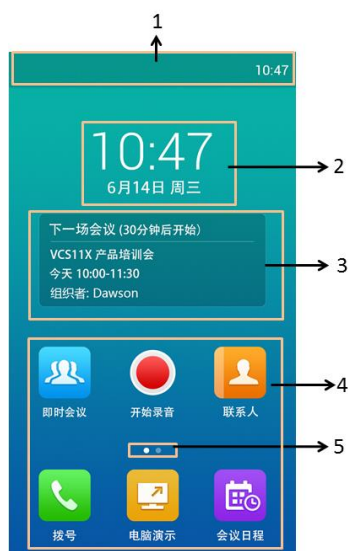 1
10:47
10:47
2
6月14日 周三
下一场会议 (30分钟后开始)
VCS11X 产品培训会
3
今天 10:00-11:30
组织者: Dawson
4
即时会议 开始录音 联系人
5
拨号 电脑演示 会议日程